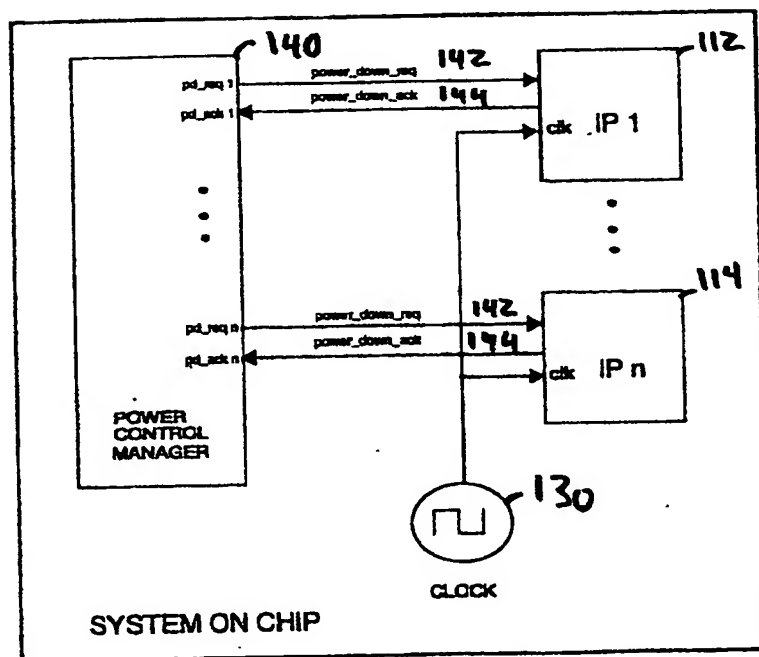 140
pd_req 1
power_down_req
142
112
pd_ack 1
power_down_ack
144
clk
IP 1
114
pd_req n
power_down_req
142
pd_ack n
power_down_ack
144
clk
IP n
POWER
CONTROL
MANAGER
130
CLOCK
SYSTEM ON CHIP